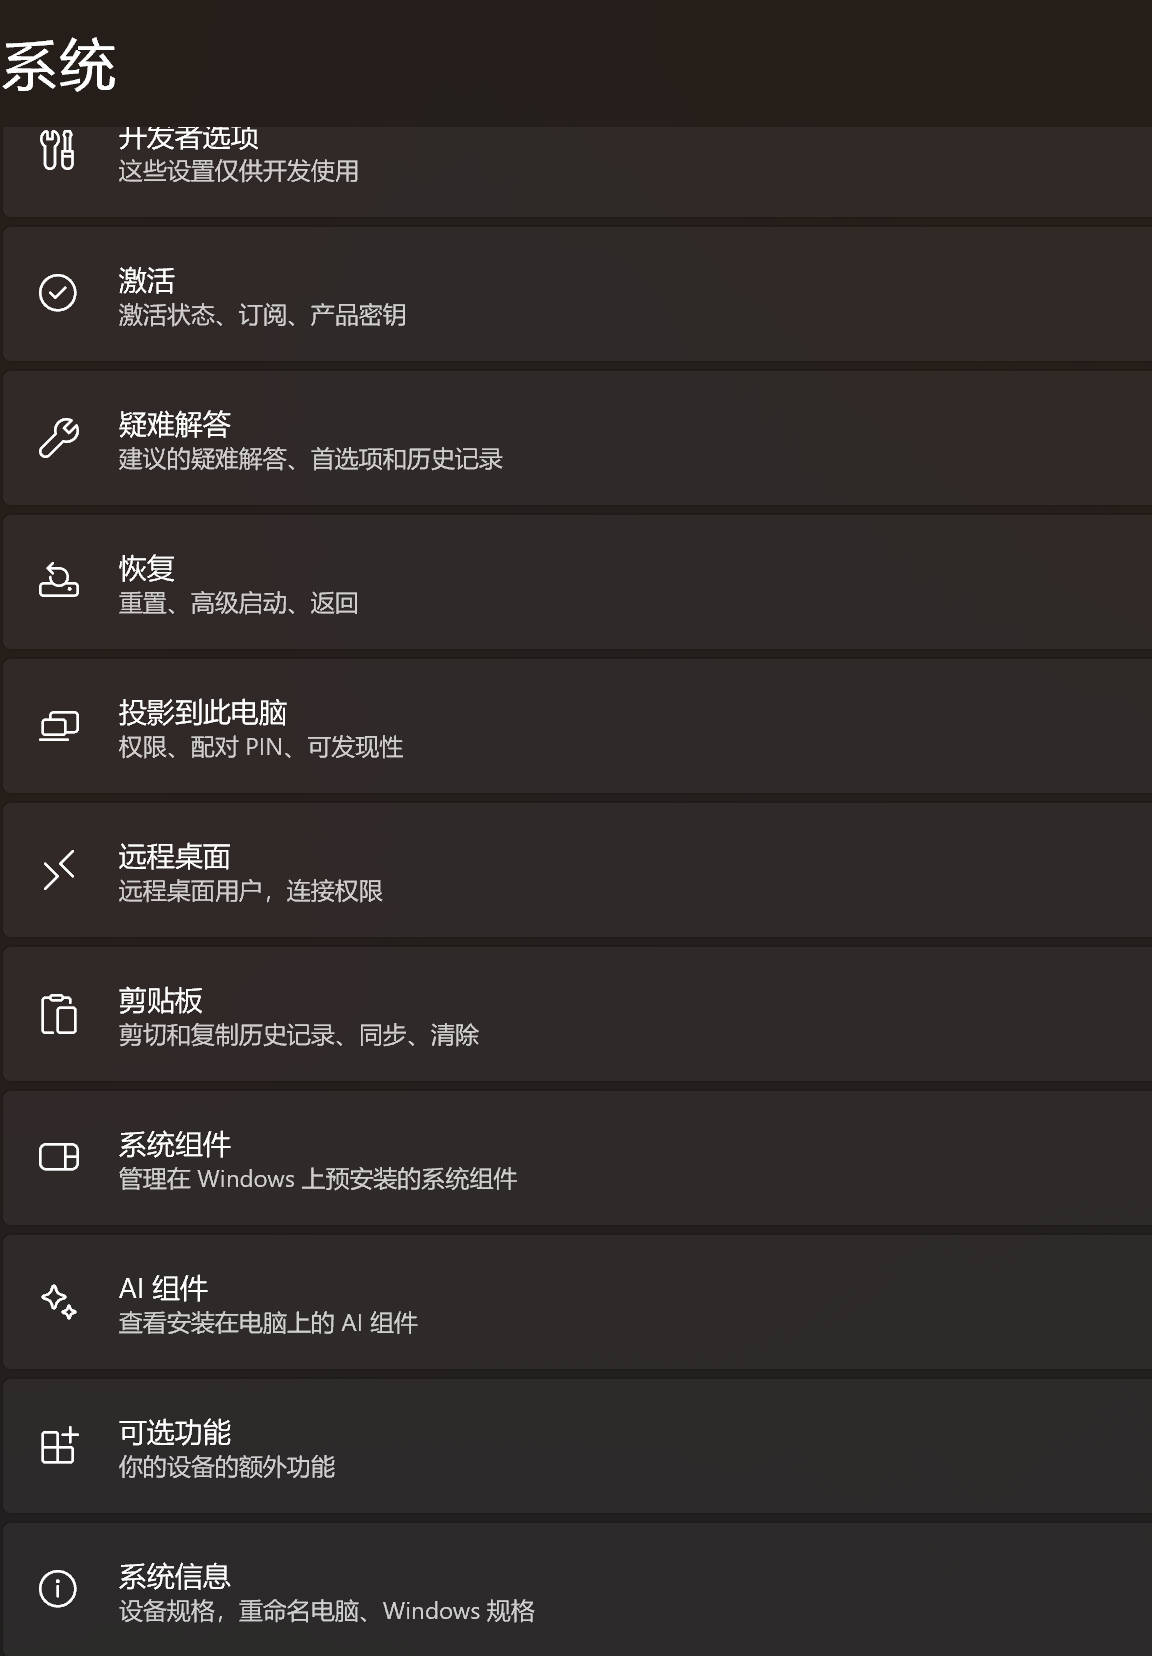 系统
开发者选项
这些设置仅供开发使用
激活
激活状态、订阅、产品密钥
疑难解答
建议的疑难解答、首选项和历史记录
恢复
重置、高级启动、返回
投影到此电脑
权限、配对 PIN、可发现性
远程桌面
远程桌面用户，连接权限
剪贴板
剪切和复制历史记录、同步、清除
系统组件
管理在 Windows 上预安装的系统组件
AI 组件
查看安装在电脑上的 AI 组件
可选功能
你的设备的额外功能
系统信息
设备规格，重命名电脑、Windows 规格